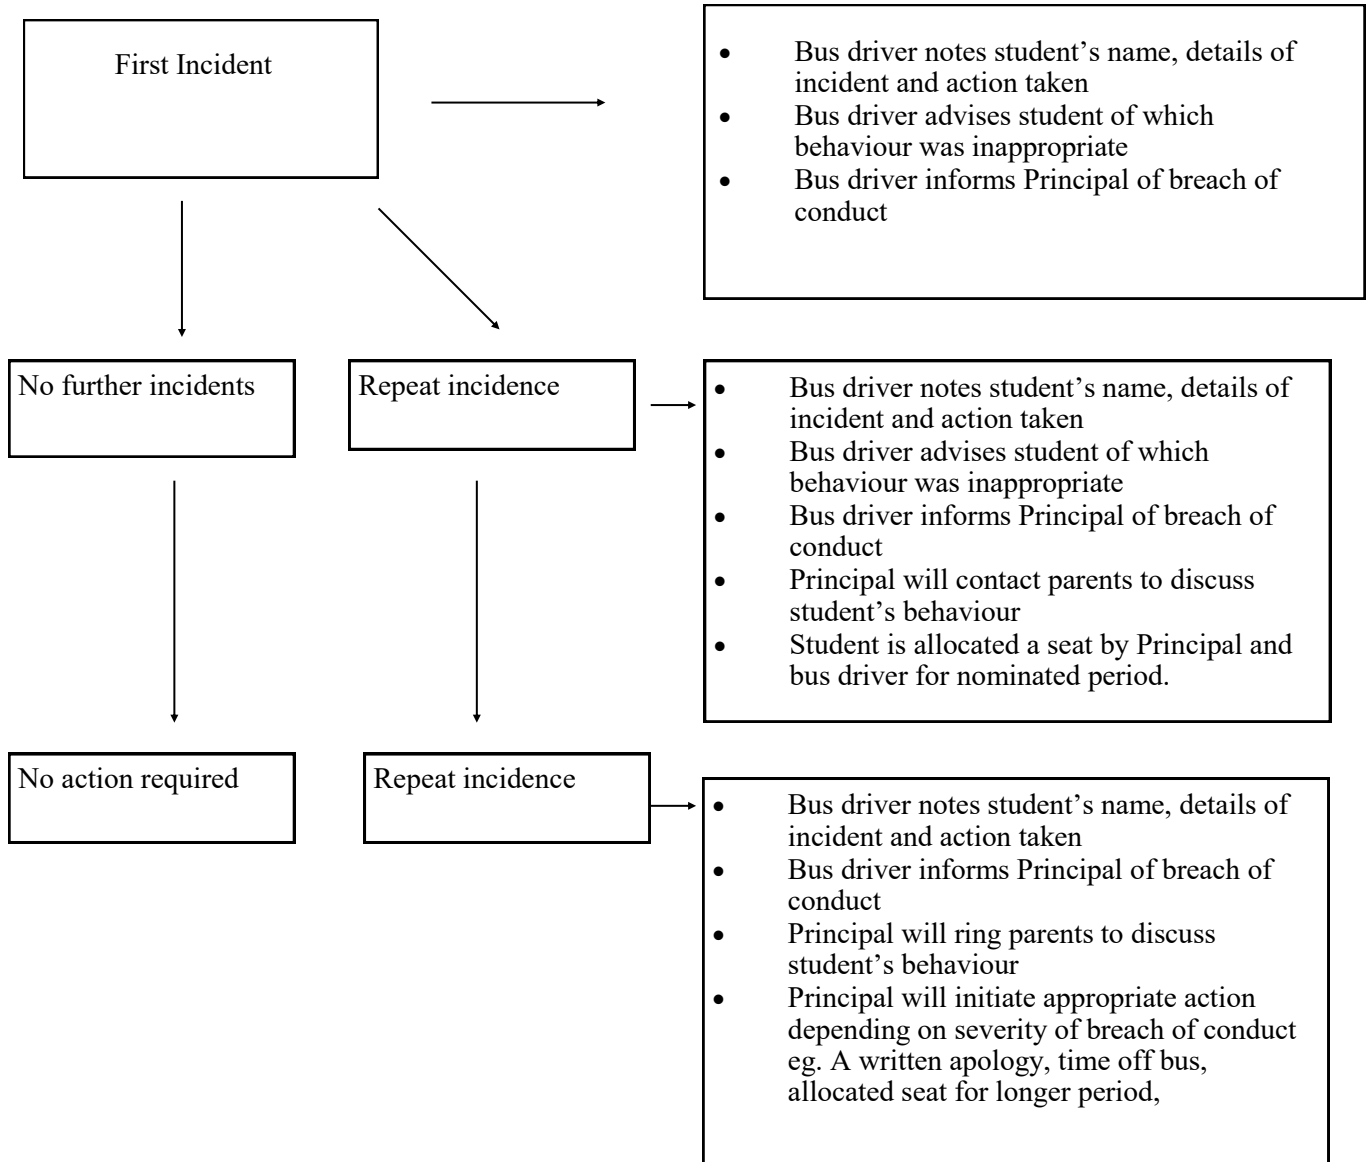 First Incident
• Bus driver notes student’s name, details of
incident and action taken
• Bus driver advises student of which
behaviour was inappropriate
• Bus driver informs Principal of breach of
conduct
No further incidents
Repeat incidence
• Bus driver notes student’s name, details of
incident and action taken
• Bus driver advises student of which
behaviour was inappropriate
• Bus driver informs Principal of breach of
conduct
• Principal will contact parents to discuss
student’s behaviour
• Student is allocated a seat by Principal and
bus driver for nominated period.
No action required
Repeat incidence
• Bus driver notes student’s name, details of
incident and action taken
• Bus driver informs Principal of breach of
conduct
• Principal will ring parents to discuss
student’s behaviour
• Principal will initiate appropriate action
depending on severity of breach of conduct
eg. A written apology, time off bus,
allocated seat for longer period,